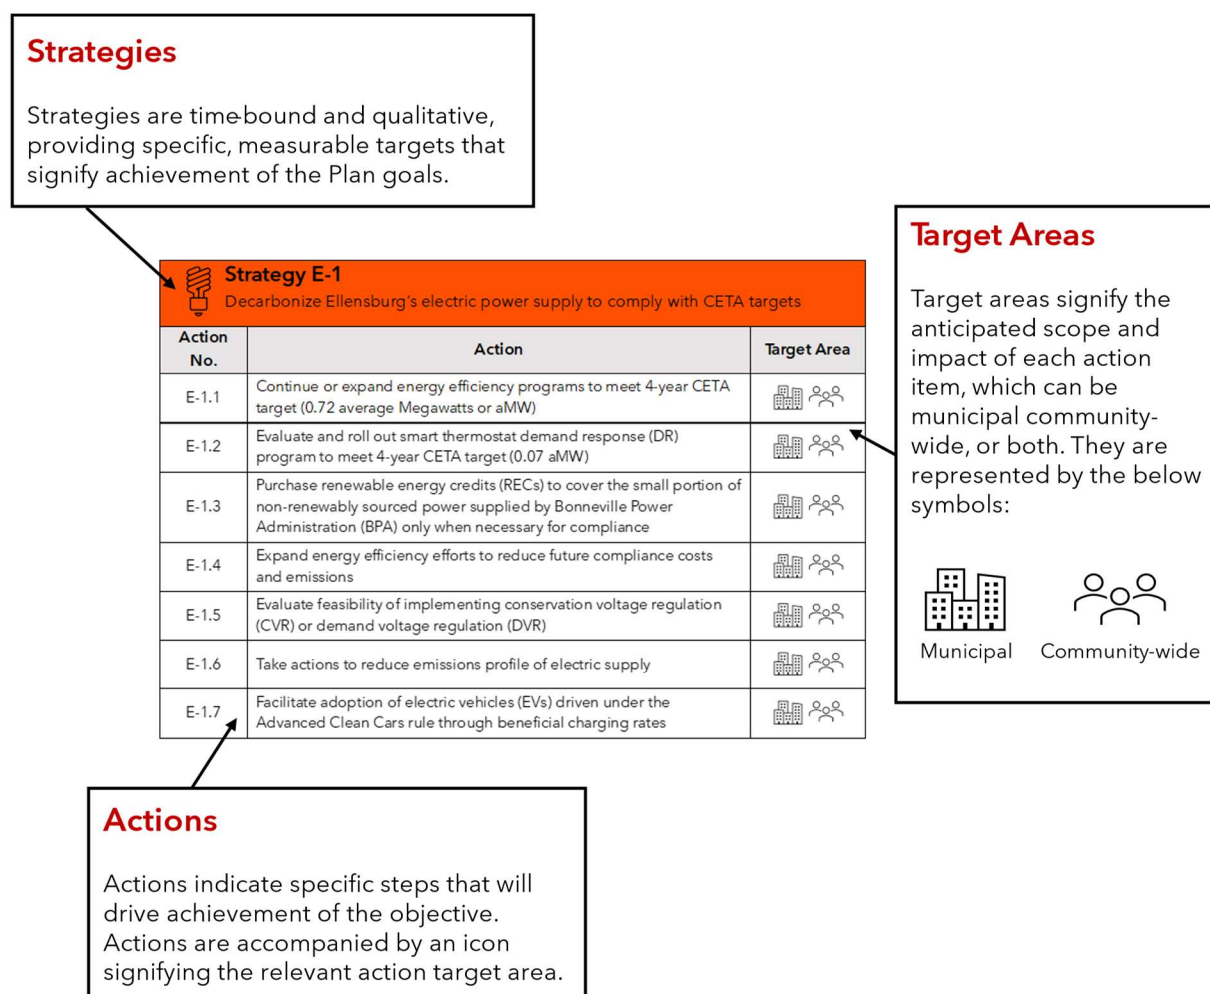 Strategies
Strategies are timebound and qualitative,
providing specific, measurable targets that
signify achievement of the Plan goals.
Target Areas
Target areas signify the
anticipated scope and
impact of each action
item, which can be
municipal community-
wide, or both. They are
represented by the below
symbols:
Municipal
Community-wide
Strategy E-1
Decarbonize Ellensburg's electric power supply to comply with CETA targets
Action
No.
Action
Target Area
E-1.1
Continue or expand energy efficiency programs to meet 4-year CETA
target (0.72 average Megawatts or aMW)
E-1.2
Evaluate and roll out smart thermostat demand response (DR)
program to meet 4-year CETA target (0.07 aMW)
E-1.3
Purchase renewable energy credits (RECs) to cover the small portion of
non-renewably sourced power supplied by Bonneville Power
Administration (BPA) only when necessary for compliance
E-1.4
Expand energy efficiency efforts to reduce future compliance costs
and emissions
E-1.5
Evaluate feasibility of implementing conservation voltage regulation
(CVR) or demand voltage regulation (DVR)
E-1.6
Take actions to reduce emissions profile of electric supply
E-1.7
Facilitate adoption of electric vehicles (EVs) driven under the
Advanced Clean Cars rule through beneficial charging rates
Actions
Actions indicate specific steps that will
drive achievement of the objective.
Actions are accompanied by an icon
signifying the relevant action target area.